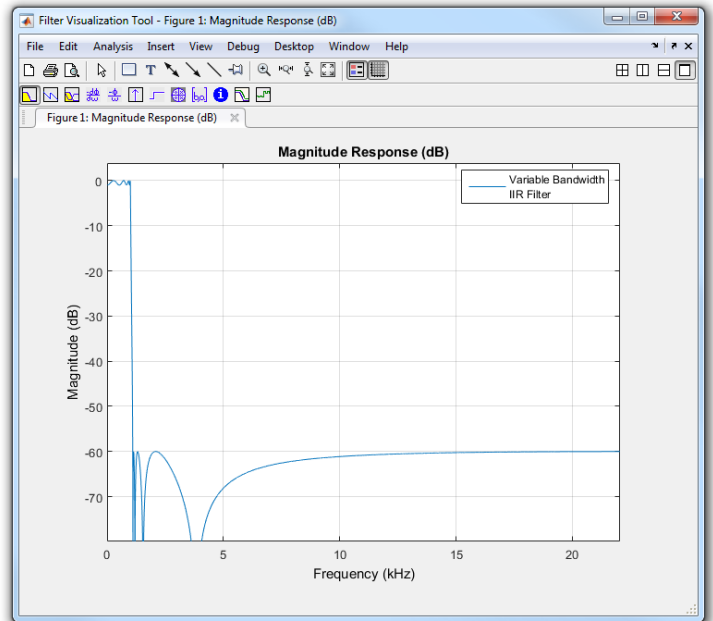 Filter Visualization Tool - Figure 1: Magnitude Response (dB)
File Edit Analysis Insert View Debug Desktop Window Help
Figure 1: Magnitude Response (dB)
Magnitude Response (dB)
Variable Bandwidth
IIR Filter
0
-10
-20
-30
-40
-50
-60
-70
Magnitude (dB)
0 5 10 15 20
Frequency (kHz)